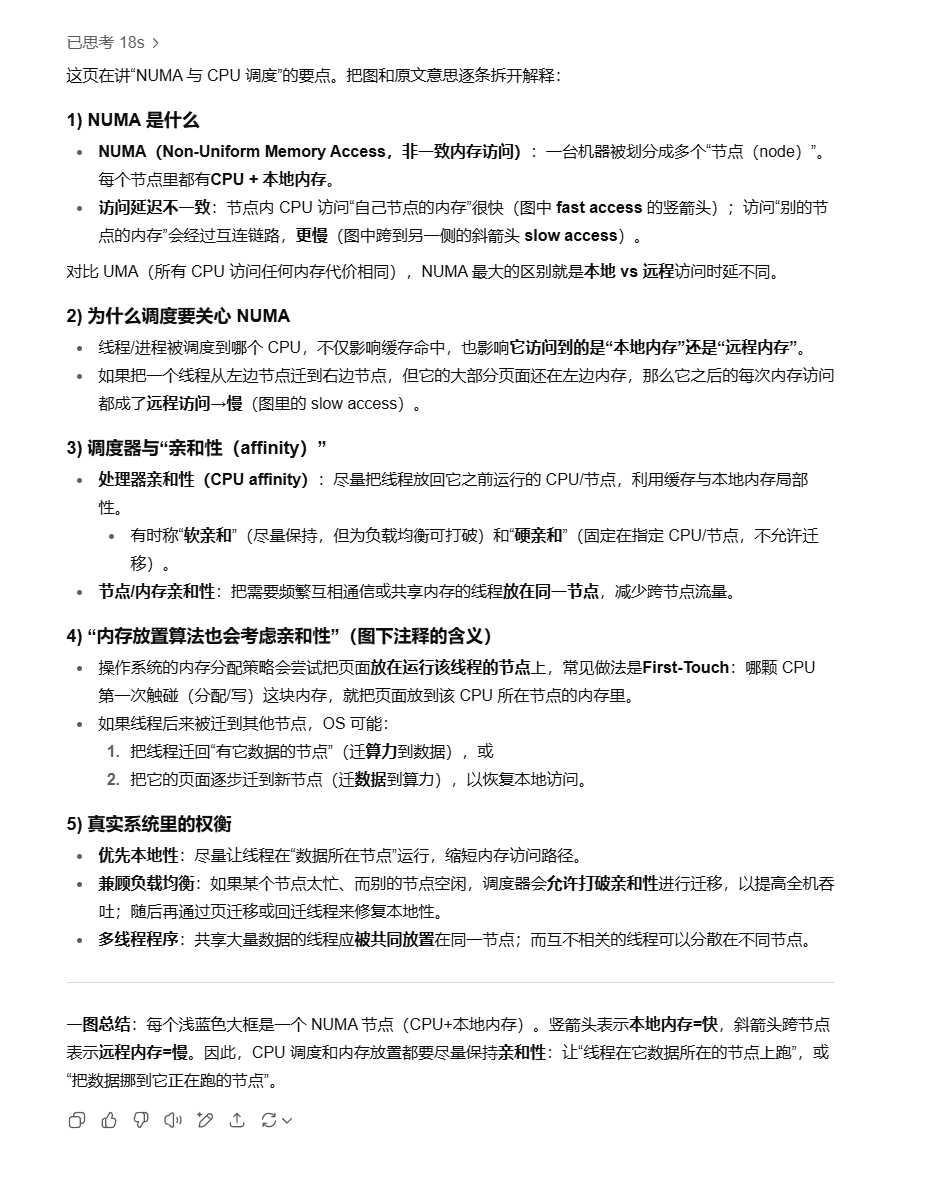 已思考 18s >
这页在讲“NUMA 与 CPU 调度”的要点。把图和原文意思逐条拆开解释：
1) NUMA 是什么
• NUMA（Non-Uniform Memory Access，非一致内存访问）：一台机器被划分成多个“节点（node）”。
每个节点里都有CPU + 本地内存。
• 访问延迟不一致：节点内 CPU 访问“自己节点的内存”很快（图中 fast access 的竖箭头）；访问“别的节
点的内存”会经过互连链路，更慢（图中跨到另一侧的斜箭头 slow access）。
对比 UMA（所有 CPU 访问任何内存代价相同），NUMA 最大的区别就是本地 vs 远程访问时延不同。
2) 为什么调度要关心 NUMA
• 线程/进程被调度到哪个 CPU，不仅影响缓存命中，也影响它访问到的是“本地内存”还是“远程内存”。
• 如果把一个线程从左边节点迁到右边节点，但它的大部分页面还在左边内存，那么它之后的每次内存访问
都成了远程访问→慢（图里的 slow access）。
3) 调度器与“亲和性（affinity）”
• 处理器亲和性（CPU affinity）：尽量把线程放回它之前运行的 CPU/节点，利用缓存与本地内存局部
性。
• 有时称“软亲和”（尽量保持，但为负载均衡可打破）和“硬亲和”（固定在指定 CPU/节点，不允许迁
移）。
• 节点/内存亲和性：把需要频繁互相通信或共享内存的线程放在同一节点，减少跨节点流量。
4) “内存放置算法也会考虑亲和性”（图下注释的含义）
• 操作系统的内存分配策略会尝试把页面放在运行该线程的节点上，常见做法是First-Touch：哪颗 CPU
第一次触碰（分配/写）这块内存，就把页面放到该 CPU 所在节点的内存里。
• 如果线程后来被迁到其他节点，OS 可能：
1. 把线程迁回“有它数据的节点”（迁算力到数据），或
2. 把它的页面逐步迁到新节点（迁数据到算力），以恢复本地访问。
5) 真实系统里的权衡
• 优先本地性：尽量让线程在“数据所在节点”运行，缩短内存访问路径。
• 兼顾负载均衡：如果某个节点太忙、而别的节点空闲，调度器会允许打破亲和性进行迁移，以提高全机吞
吐；随后再通过页迁移或回迁线程来修复本地性。
• 多线程程序：共享大量数据的线程应被共同放置在同一节点；而互不相关的线程可以分散在不同节点。
一图总结：每个浅蓝色大框是一个 NUMA 节点（CPU+本地内存）。竖箭头表示本地内存=快，斜箭头跨节点
表示远程内存=慢。因此，CPU 调度和内存放置都要尽量保持亲和性：让“线程在它数据所在的节点上跑”，或
“把数据挪到它正在跑的节点”。